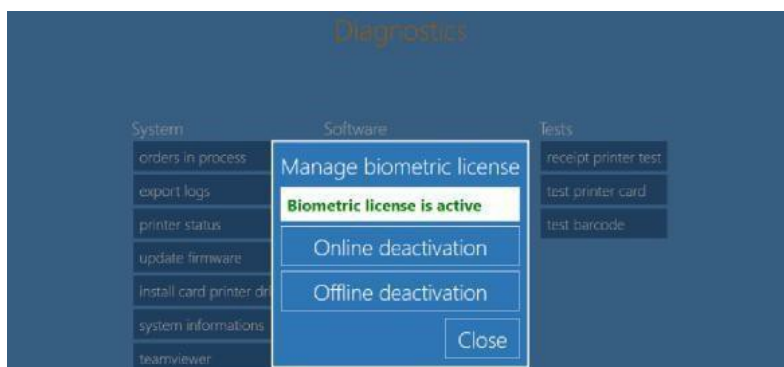 Diagnostics
System
Software
Tests
orders in process
export logs
printer status
update firmware
install card printer dri
system informations
teamviewer
Manage biometric license
Biometric license is active
Online deactivation
Offline deactivation
Close
receipt printer test
test printer card
test barcode